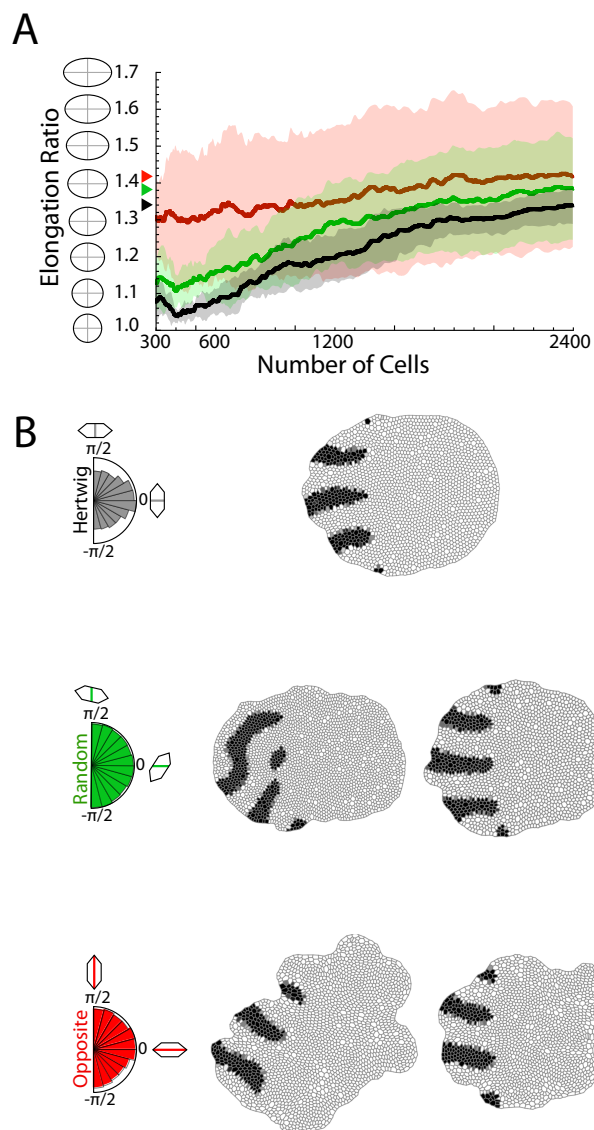 A
Elongation Ratio
1.7
1.6
1.5
1.4
1.3
1.2
1.1
1.0
300
600
1200
2400
Number of Cells
B
π/2
Hertwig
0
-π/2
π/2
Random
0
-π/2
π/2
Opposite
0
-π/2